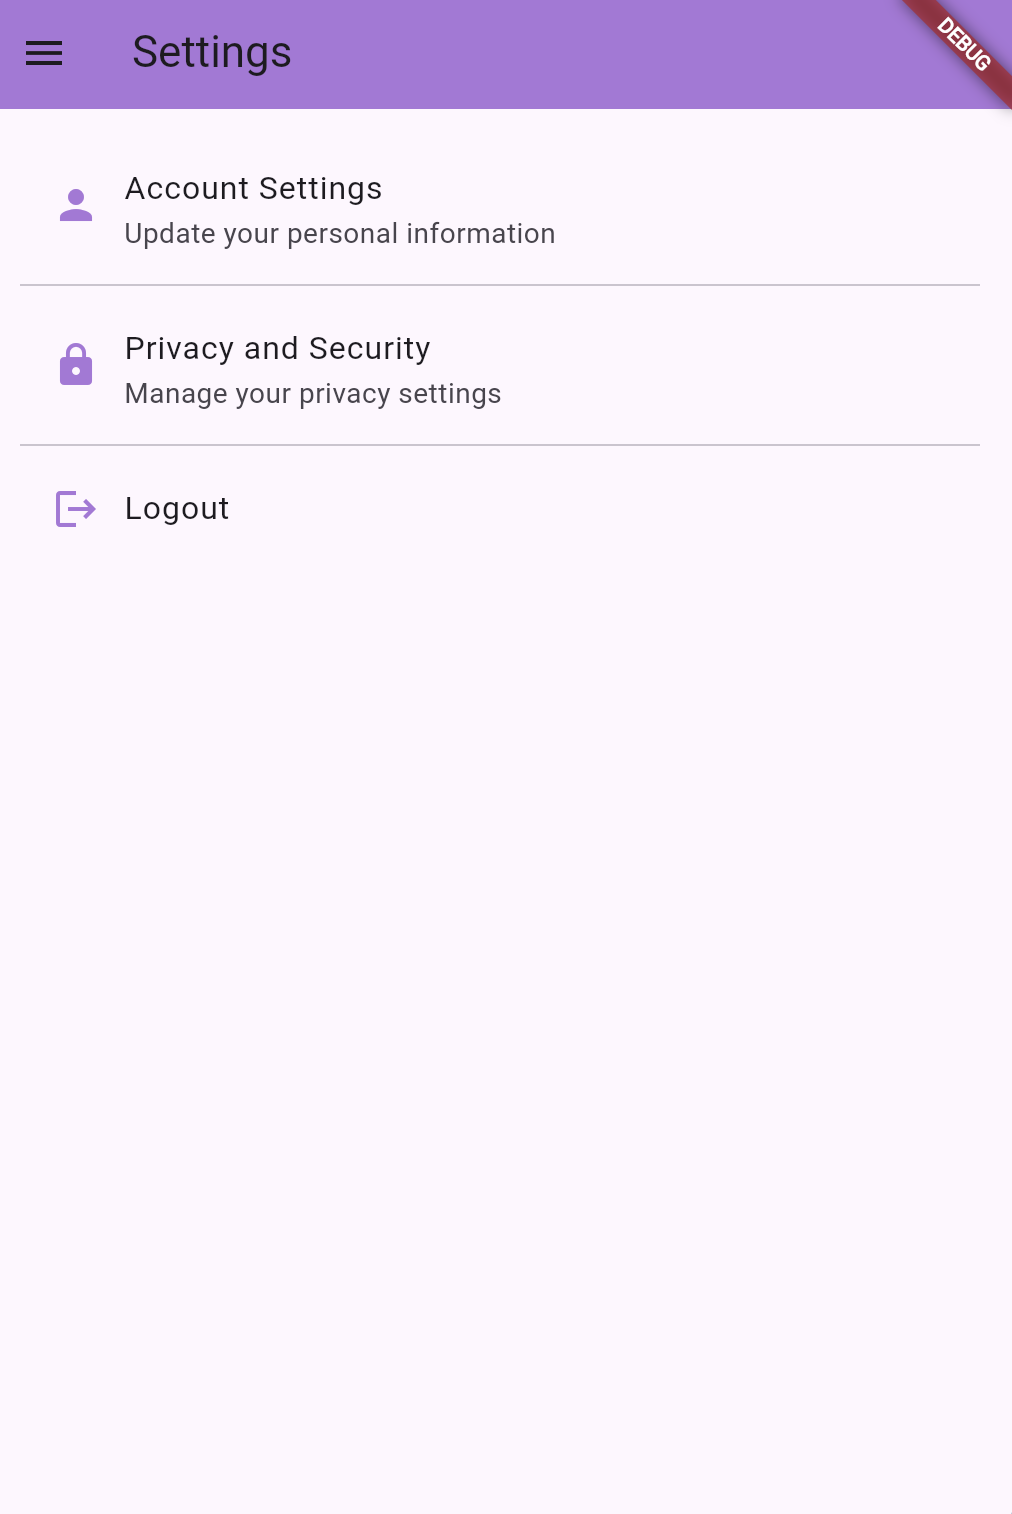 Settings
DEBUG
Account Settings
Update your personal information
Privacy and Security
Manage your privacy settings
Logout